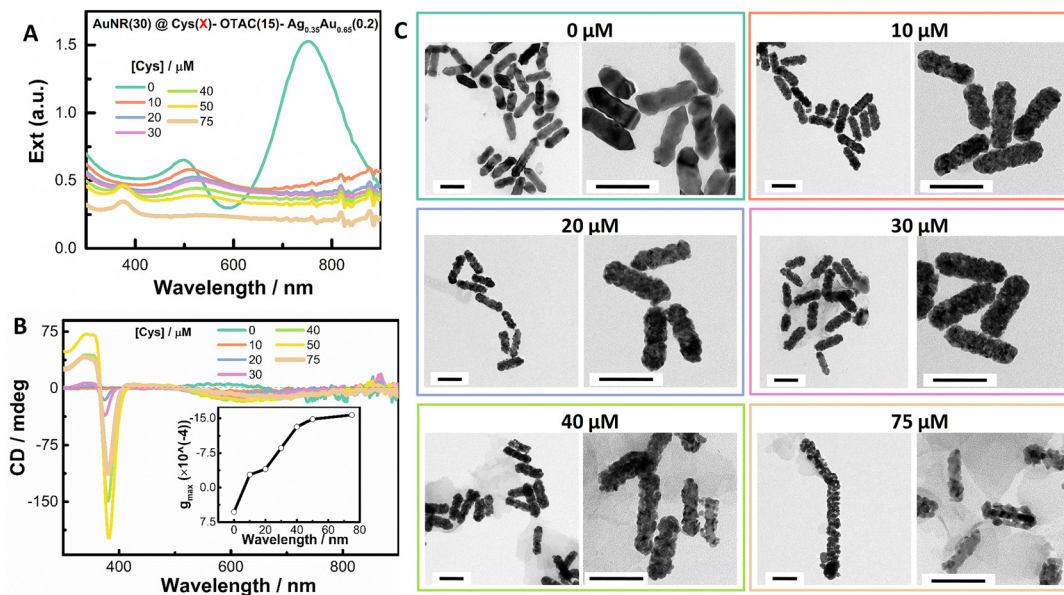 A
AuNR(30) @ Cys(X)- OTAC(15)- Ag0.35Au0.65(0.2)
[Cys] / μM
0
10
20
30
40
50
75
Ext (a.u.)
1.5
1.0
0.5
0.0
400
600
800
Wavelength / nm
B
[Cys] / μM
0
10
20
30
40
50
75
CD / mdeg
75
0
-75
-150
400
600
800
Wavelength / nm
gmax (×10^(-4))
-15.0
-7.5
0.0
7.5
0
20
40
60
80
Wavelength / nm
C
0 μM
10 μM
20 μM
30 μM
40 μM
75 μM